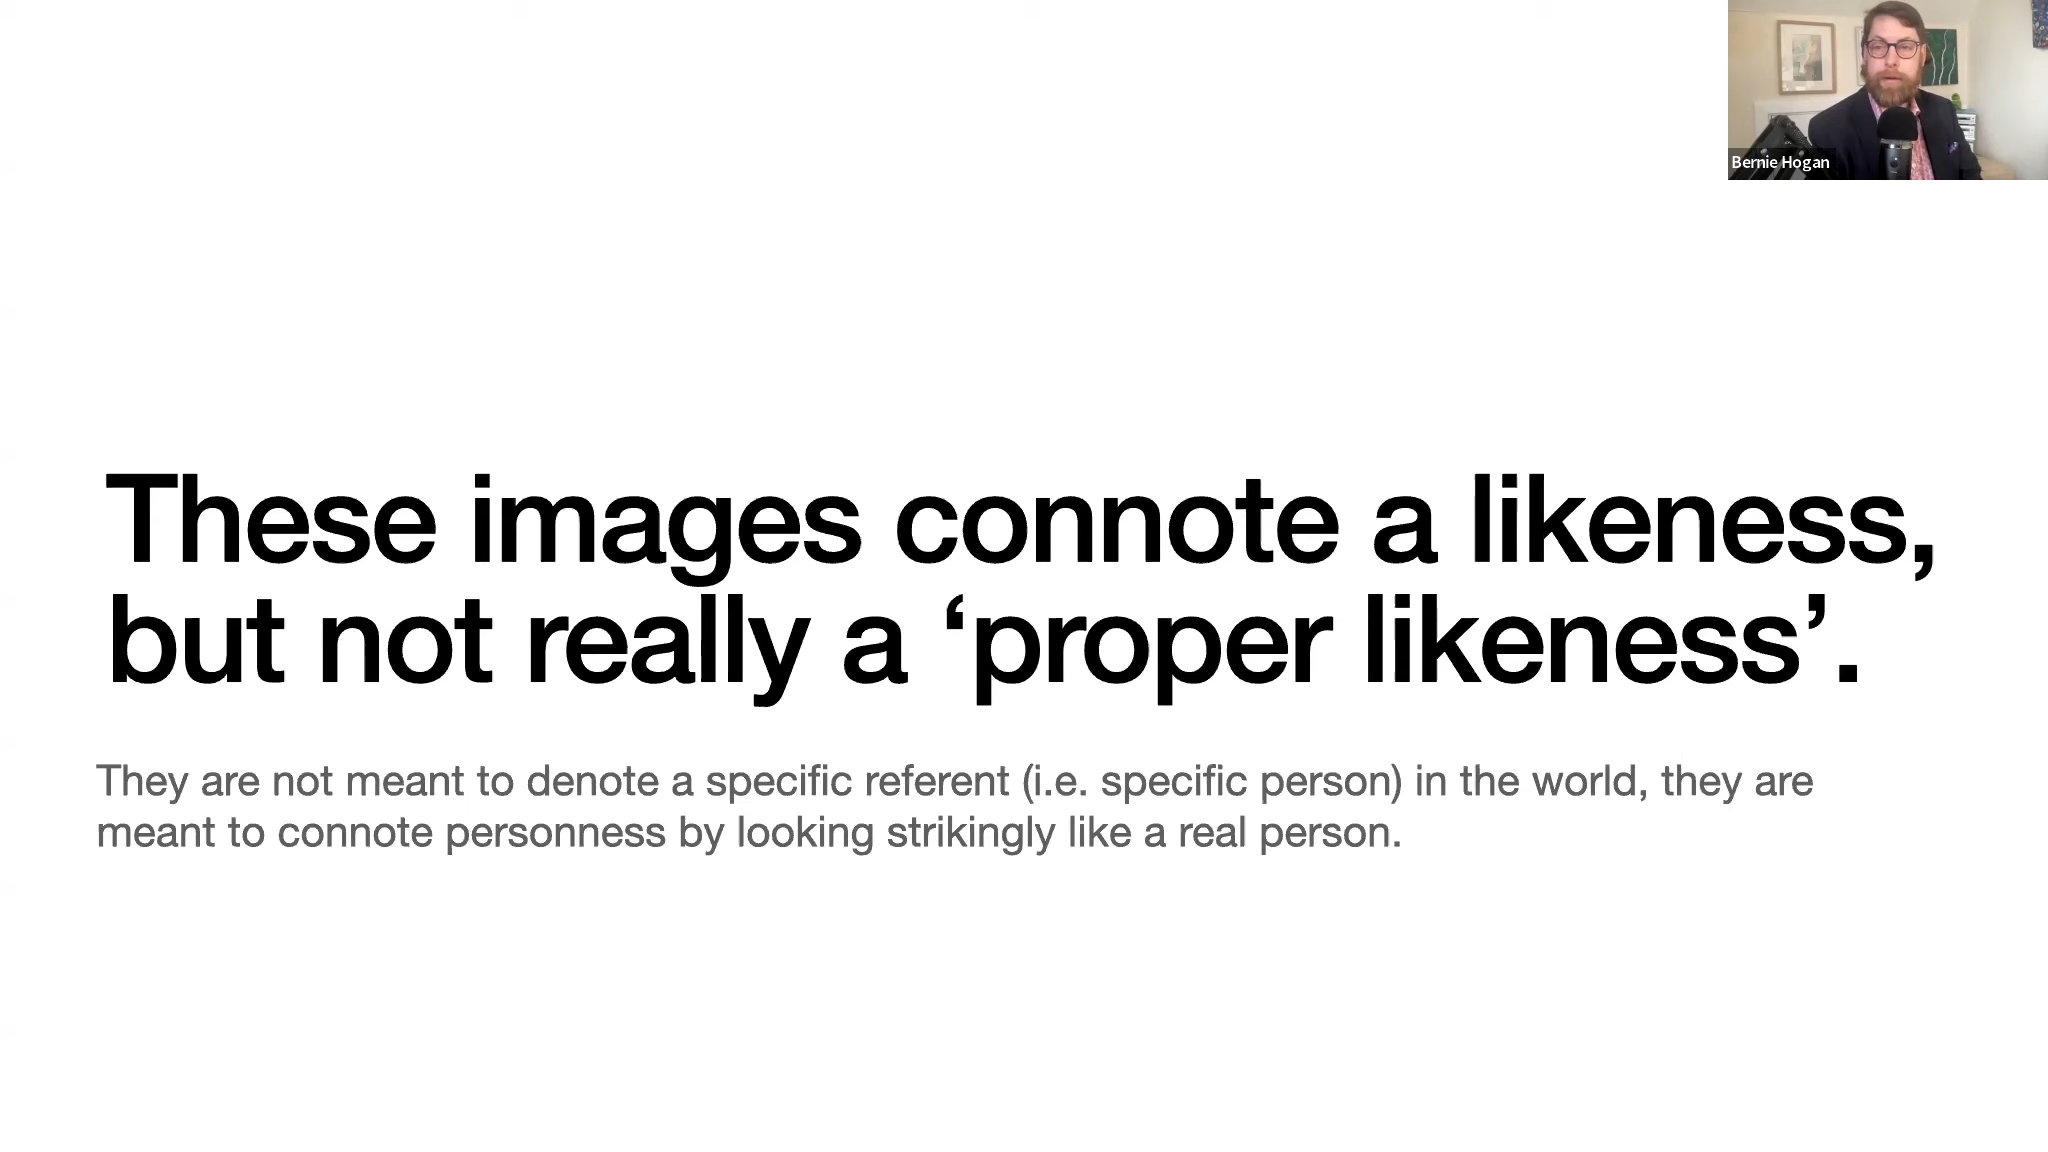 Bernie Hogan
These images connote a likeness,
but not really a ‘proper likeness’.
They are not meant to denote a specific referent (i.e. specific person) in the world, they are
meant to connote personness by looking strikingly like a real person.